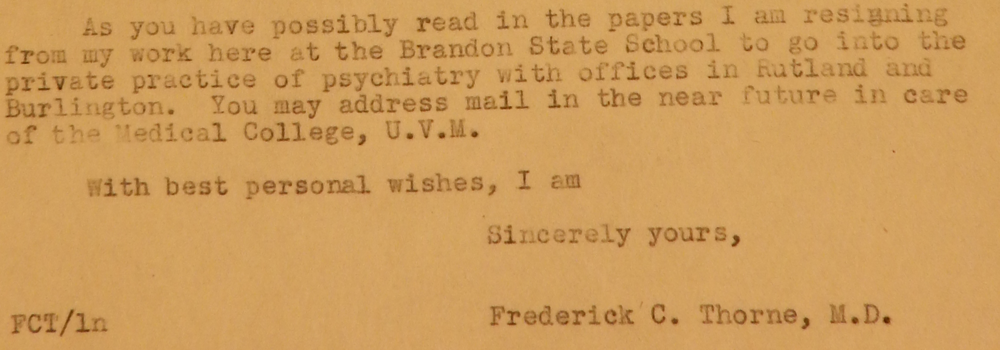 As you have possibly read in the papers I am resigning
from my work here at the Brandon State School to go into the
private practice of psychiatry with offices in Rutland and
Burlington.  You may address mail in the near future in care
of the Medical College, U.V.M.
With best personal wishes, I am
Sincerely yours,
Frederick C. Thorne, M.D.
FCT/ln